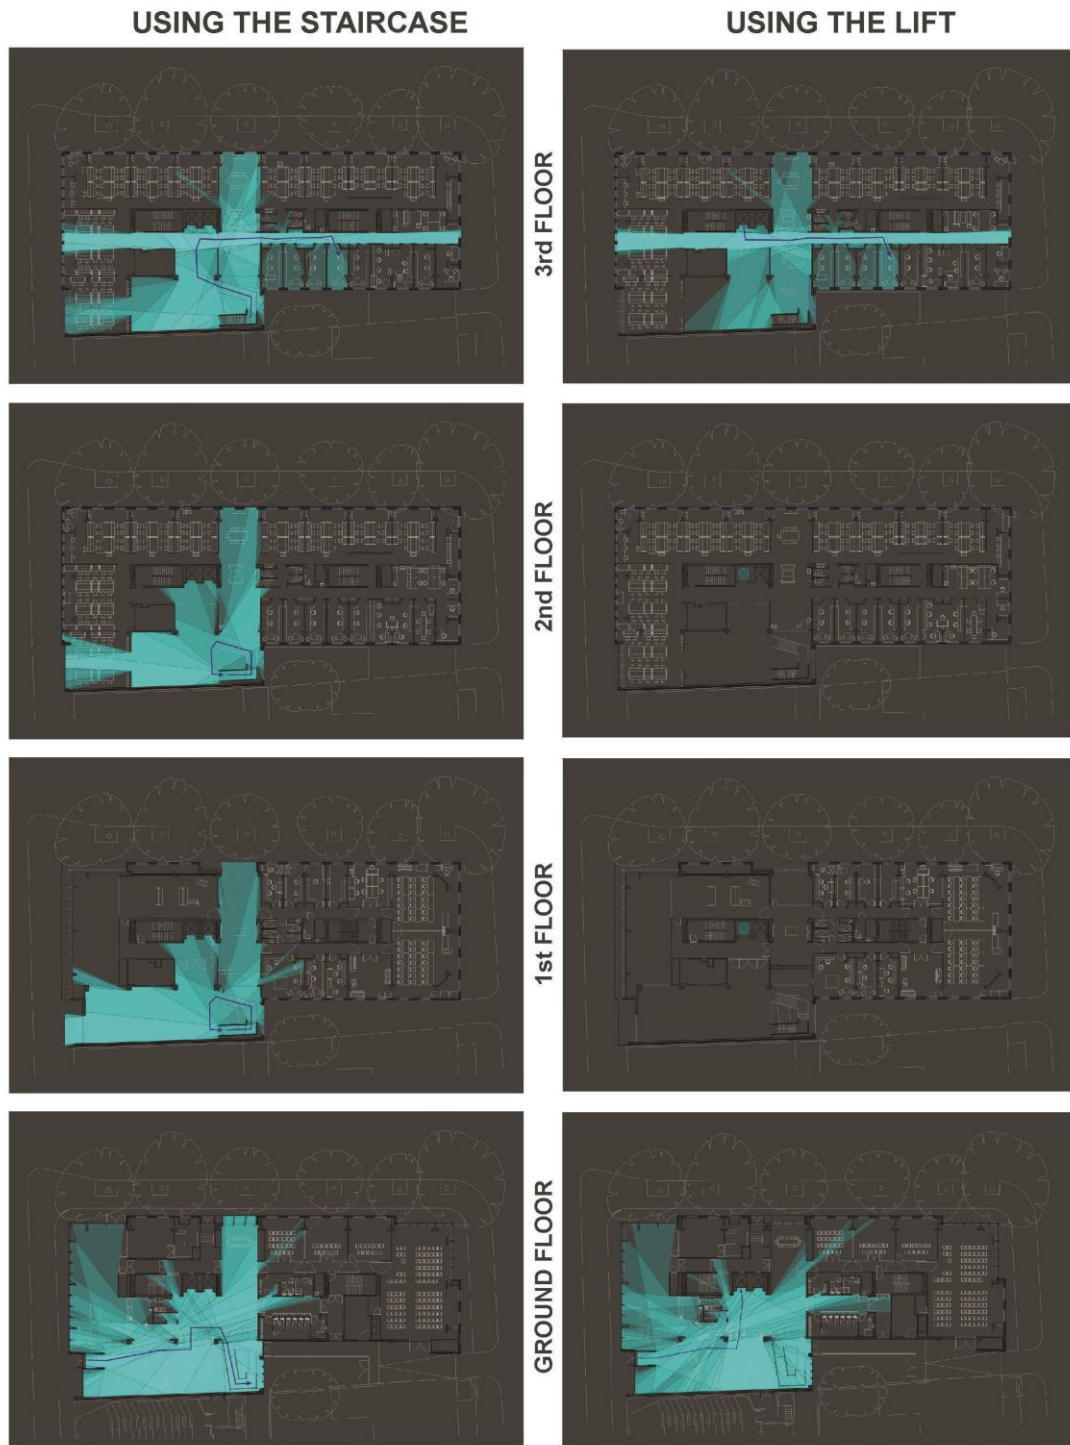 USING THE STAIRCASE
USING THE LIFT
3rd FLOOR
2nd FLOOR
1st FLOOR
GROUND FLOOR